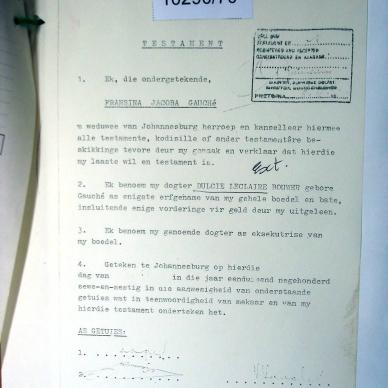 10296/76
TESTAMENT
1. Ek, die ondergetekende,
FRANSINA JACOBA GAUCHÉ
'n weduwee van Johannesburg herroep en kanselleer hiermee
alle testamente, kodisille of ander testamentêre be-
skikkings tevore deur my gemaak en verklaar dat hierdie
my laaste wil en testament is.
2. Ek benoem my dogter DULCIE LECLAIRE BOUWER gebore
Gauché as enigste erfgename van my gehele boedel en bate,
insluitende enige vorderinge vir geld deur my uitgeleen.
3. Ek benoem my genoemde dogter as eksekutrise van
my boedel.
4. Geteken te Johannesburg op hierdie
dag van in die jaar eenduisend negehonderd
sewe-en-sestig in die aanwesigheid van onderstaande
getuies wat in teenwoordigheid van mekaar en van my
hierdie testament onderteken het.
AS GETUIES:
1.
2.